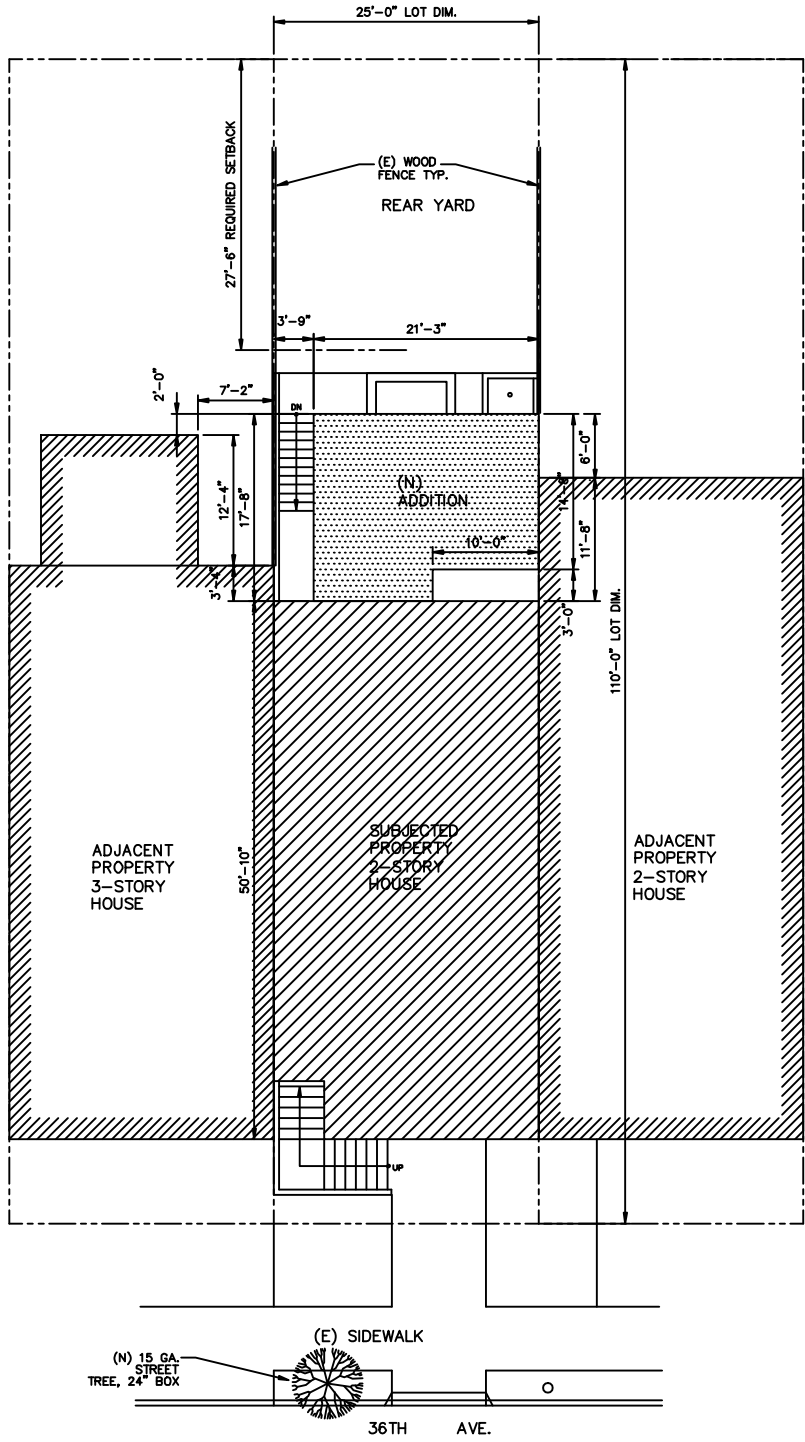 25'-0" LOT DIM.
27'-6" REQUIRED SETBACK
(E) WOOD
FENCE TYP.
REAR YARD
3'-9"
21'-3"
2'-0"
7'-2"
DN
(N)
ADDITION
12'-4"
17'-8"
14'-8"
6'-0"
11'-8"
10'-0"
3'-4"
3'-0"
110'-0" LOT DIM.
ADJACENT
PROPERTY
3-STORY
HOUSE
50'-10"
SUBJECTED
PROPERTY
2-STORY
HOUSE
ADJACENT
PROPERTY
2-STORY
HOUSE
UP
(E) SIDEWALK
(N) 15 GA.
STREET
TREE, 24" BOX
36TH AVE.